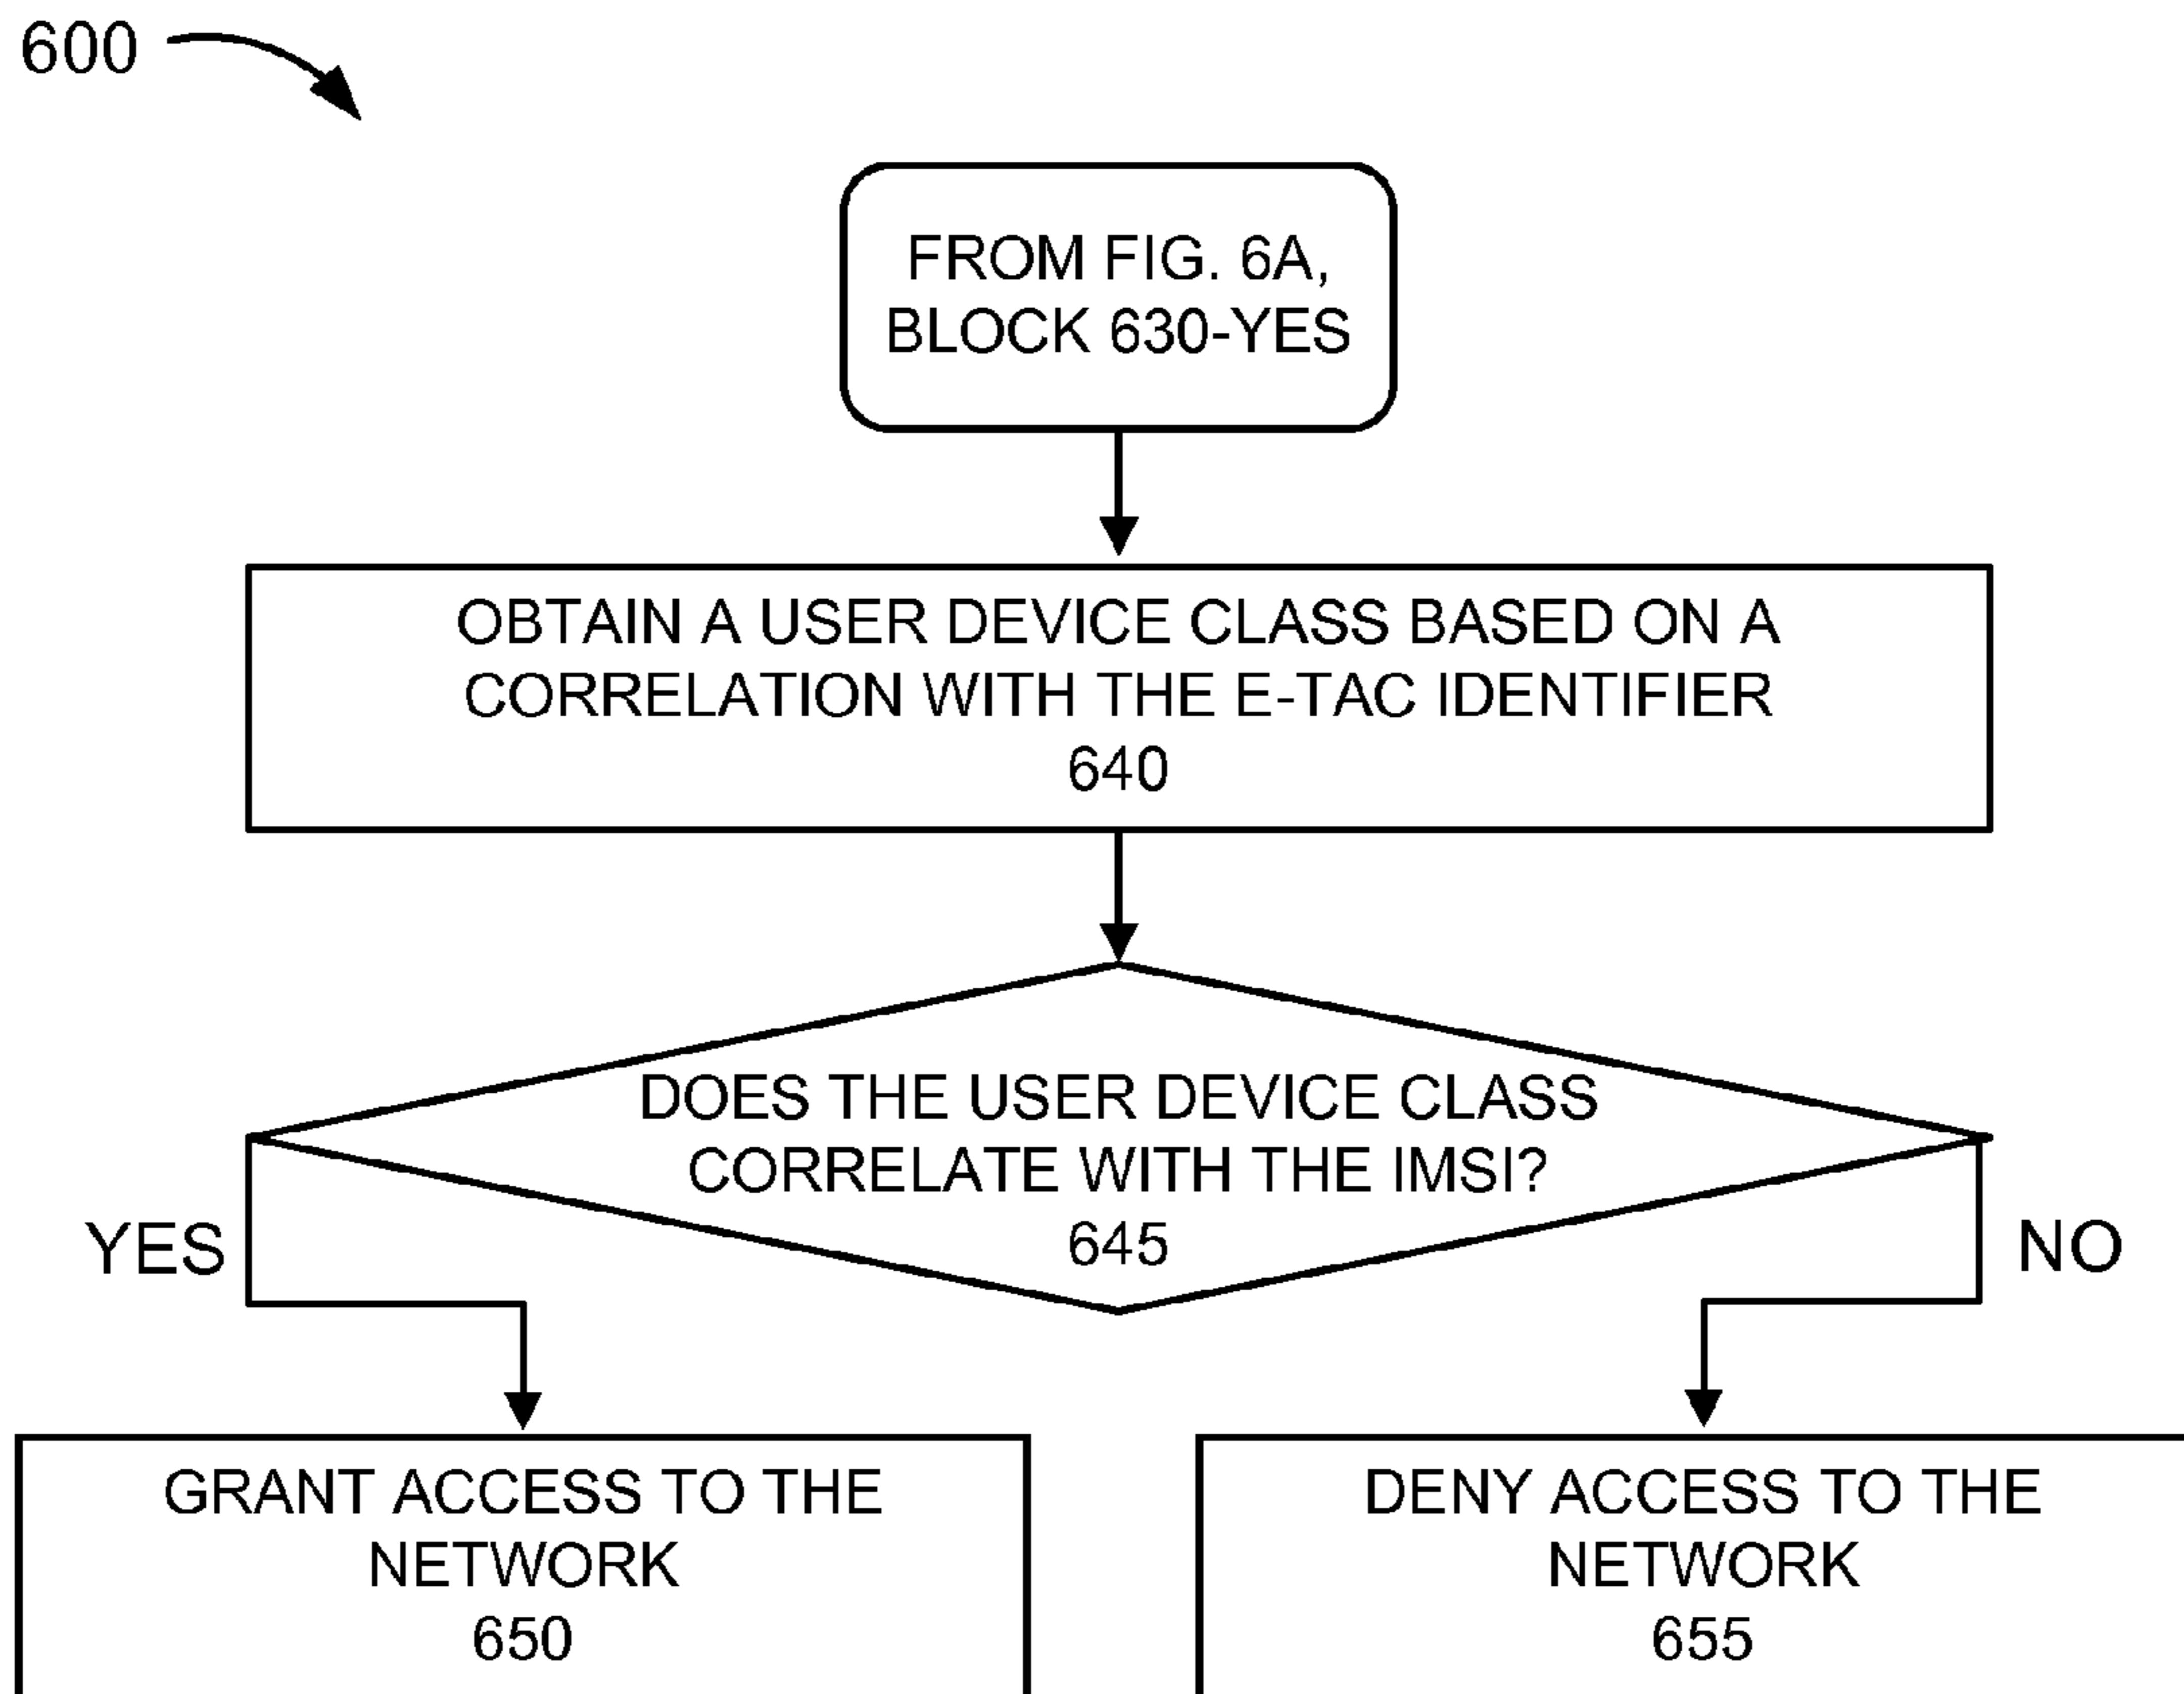 600
FROM FIG. 6A,
BLOCK 630-YES
OBTAIN A USER DEVICE CLASS BASED ON A
CORRELATION WITH THE E-TAC IDENTIFIER
640
DOES THE USER DEVICE CLASS
CORRELATE WITH THE IMSI?
645
YES
NO
GRANT ACCESS TO THE
NETWORK
650
DENY ACCESS TO THE
NETWORK
655